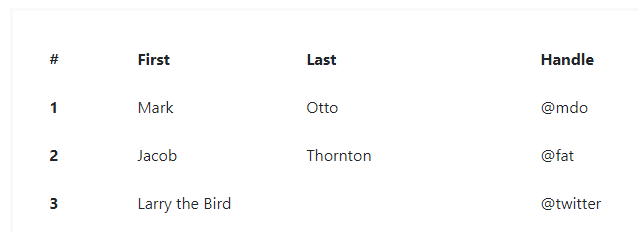 # First Last Handle
1 Mark Otto @mdo
2 Jacob Thornton @fat
3 Larry the Bird @twitter